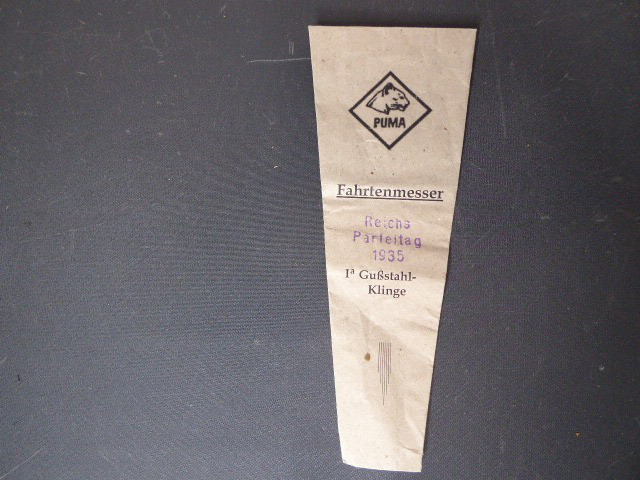 PUMA
Fahrtenmesser
Reichs
Parteitag
1935
Iª Gußstahl-
Klinge